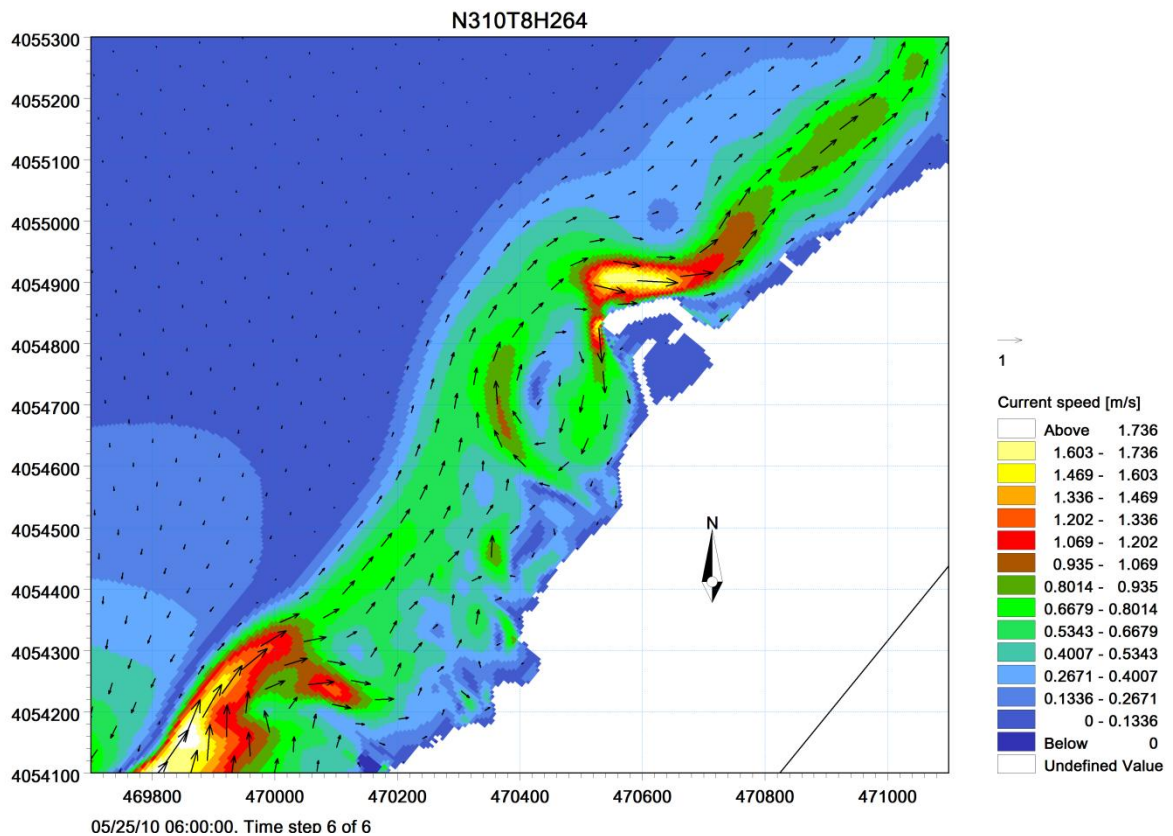 N310T8H264
4055300
4055200
4055100
4055000
4054900
4054800
4054700
4054600
4054500
4054400
4054300
4054200
4054100
469800 470000 470200 470400 470600 470800 471000
05/25/10 06:00:00, Time step 6 of 6
N
1
Current speed [m/s]
Above 1.736
1.603 - 1.736
1.469 - 1.603
1.336 - 1.469
1.202 - 1.336
1.069 - 1.202
0.935 - 1.069
0.8014 - 0.935
0.6679 - 0.8014
0.5343 - 0.6679
0.4007 - 0.5343
0.2671 - 0.4007
0.1336 - 0.2671
0 - 0.1336
Below 0
Undefined Value